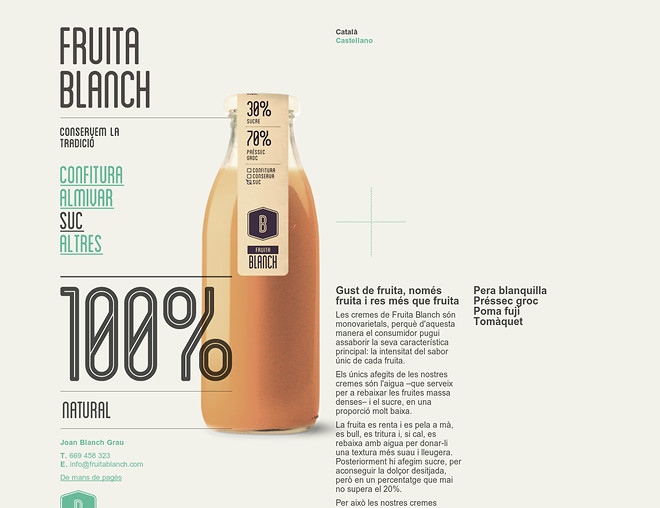 FRUITA
BLANCH
CONSERVEM LA
TRADICIÓ
CONFITURA
ALMIVAR
SUC
ALTRES
100%
NATURAL
Joan Blanch Grau
T. 669 458 323
E. info@fruitablanch.com
De mans de pagès
B
30%
SUCRE
70%
PRÉSSEC
GROC
CONFITURA
CONSERVA
SUC
B
FRUITA
BLANCH
Català
Castellano
Gust de fruita, només
fruita i res més que fruita
Les cremes de Fruita Blanch són
monovarietals, perquè d'aquesta
manera el consumidor pugui
assaborir la seva característica
principal: la intensitat del sabor
únic de cada fruita.
Els únics afegits de les nostres
cremes són l'aigua –que serveix
per a rebaixar les fruites massa
denses– i el sucre, en una
proporció molt baixa.
La fruita es renta i es pela a mà,
es bull, es tritura i, si cal, es
rebaixa amb aigua per donar-li
una textura més suau i lleugera.
Posteriorment hi afegim sucre, per
aconseguir la dolçor desitjada,
però en un percentatge que mai
no supera el 20%.
Per això les nostres cremes
Pera blanquilla
Préssec groc
Poma fuji
Tomàquet